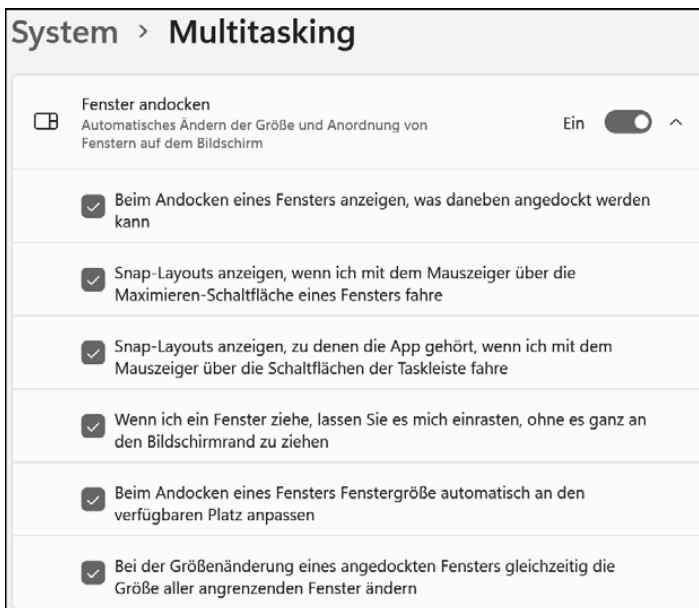 System > Multitasking
Fenster andocken
Automatisches Ändern der Größe und Anordnung von
Fenstern auf dem Bildschirm
Ein
Beim Andocken eines Fensters anzeigen, was daneben angedockt werden
kann
Snap-Layouts anzeigen, wenn ich mit dem Mauszeiger über die
Maximieren-Schaltfläche eines Fensters fahre
Snap-Layouts anzeigen, zu denen die App gehört, wenn ich mit dem
Mauszeiger über die Schaltflächen der Taskleiste fahre
Wenn ich ein Fenster ziehe, lassen Sie es mich einrasten, ohne es ganz an
den Bildschirmrand zu ziehen
Beim Andocken eines Fensters Fenstergröße automatisch an den
verfügbaren Platz anpassen
Bei der Größenänderung eines angedockten Fensters gleichzeitig die
Größe aller angrenzenden Fenster ändern